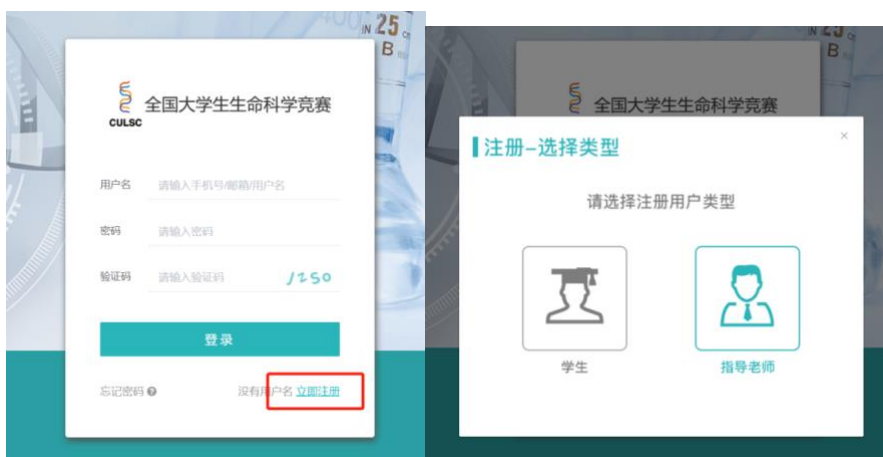 IN 25
B
CULSC
全国大学生生命科学竞赛
用户名 请输入手机号/邮箱/用户名
密码 请输入密码
验证码 请输入验证码 1250
登录
忘记密码 没有用户名 立即注册
B
全国大学生生命科学竞赛
注册-选择类型 ×
请选择注册用户类型
学生 指导老师